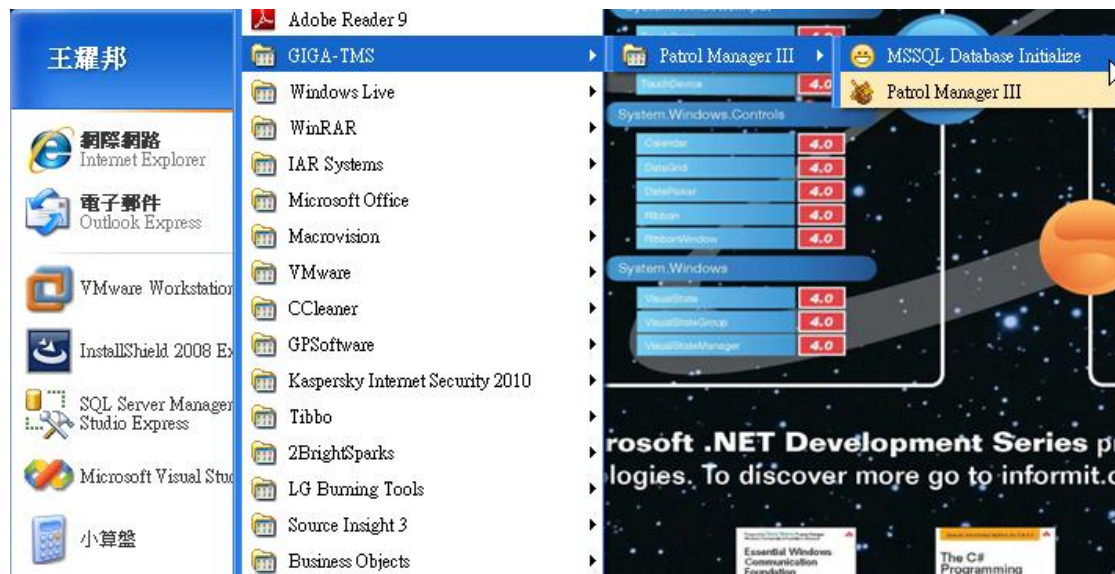 王耀邦
網際網路
Internet Explorer
電子郵件
Outlook Express
VMware Workstation
InstallShield 2008 Ex
SQL Server Manager
Studio Express
Microsoft Visual Stu
小算盤
Adobe Reader 9
GIGA-TMS
Windows Live
WinRAR
IAR Systems
Microsoft Office
Macrovision
VMware
CCleaner
GPSoftware
Kaspersky Internet Security 2010
Tibbo
2BrightSparks
LG Burning Tools
Source Insight 3
Business Objects
Patrol Manager III
MSSQL Database Initialize
Patrol Manager III
TouchDevice 4.0
System.Windows.Controls
Calendar 4.0
DataGrid 4.0
DatePicker 4.0
Ribbon 4.0
RibbonWindow 4.0
System.Windows
VisualState 4.0
VisualStateGroup 4.0
VisualStateManager 4.0
rosoft .NET Development Series
logies. To discover more go to informit.c
Essential Windows
Communication
Foundation
The C#
Programming